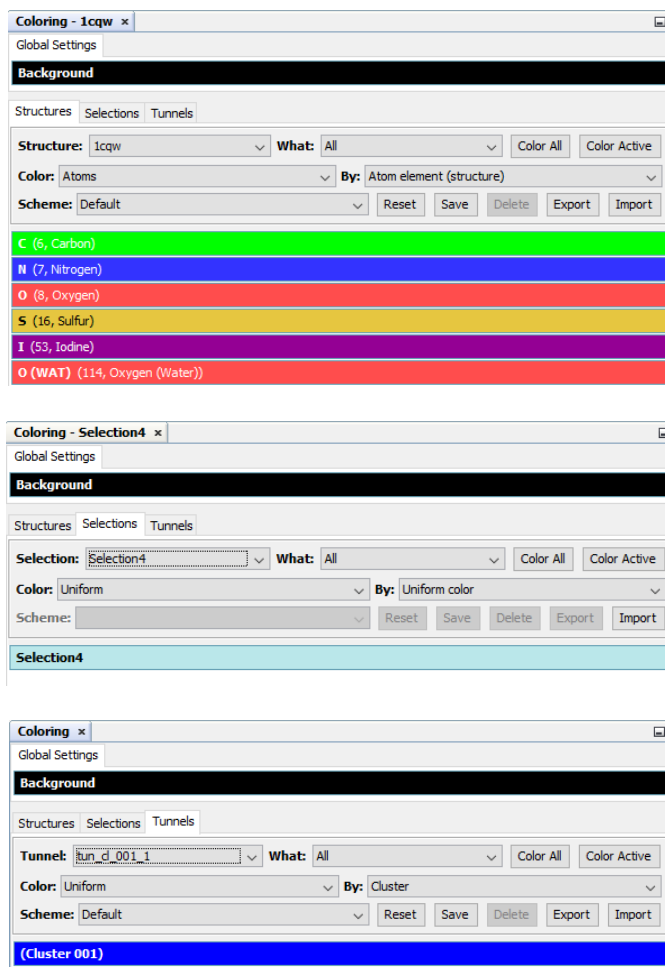 Coloring - 1cqw ×
Global Settings
Background
Structures Selections Tunnels
Structure: 1cqw What: All Color All Color Active
Color: Atoms By: Atom element (structure)
Scheme: Default Reset Save Delete Export Import
C (6, Carbon)
N (7, Nitrogen)
O (8, Oxygen)
S (16, Sulfur)
I (53, Iodine)
O (WAT) (114, Oxygen (Water))
Coloring - Selection4 ×
Global Settings
Background
Structures Selections Tunnels
Selection: Selection4 What: All Color All Color Active
Color: Uniform By: Uniform color
Scheme: Reset Save Delete Export Import
Selection4
Coloring ×
Global Settings
Background
Structures Selections Tunnels
Tunnel: tun_cl_001_1 What: All Color All Color Active
Color: Uniform By: Cluster
Scheme: Default Reset Save Delete Export Import
(Cluster 001)